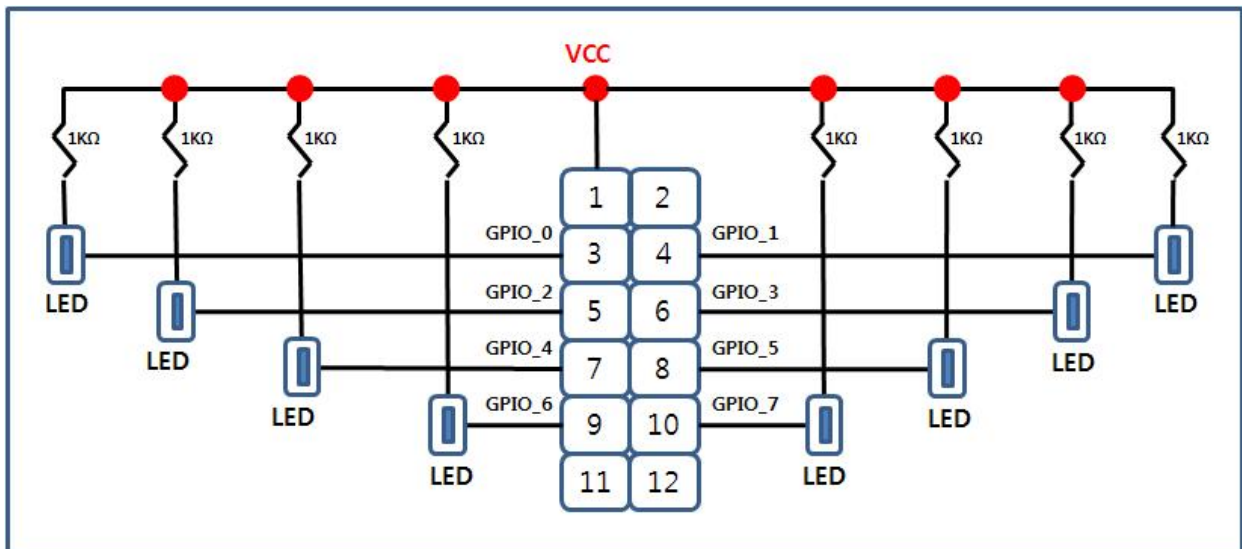 VCC
1KΩ 1KΩ 1KΩ 1KΩ 1KΩ 1KΩ 1KΩ 1KΩ
1 2
GPIO_0 3 4 GPIO_1
LED LED
GPIO_2 5 6 GPIO_3
LED LED
GPIO_4 7 8 GPIO_5
LED LED
GPIO_6 9 10 GPIO_7
LED LED
11 12